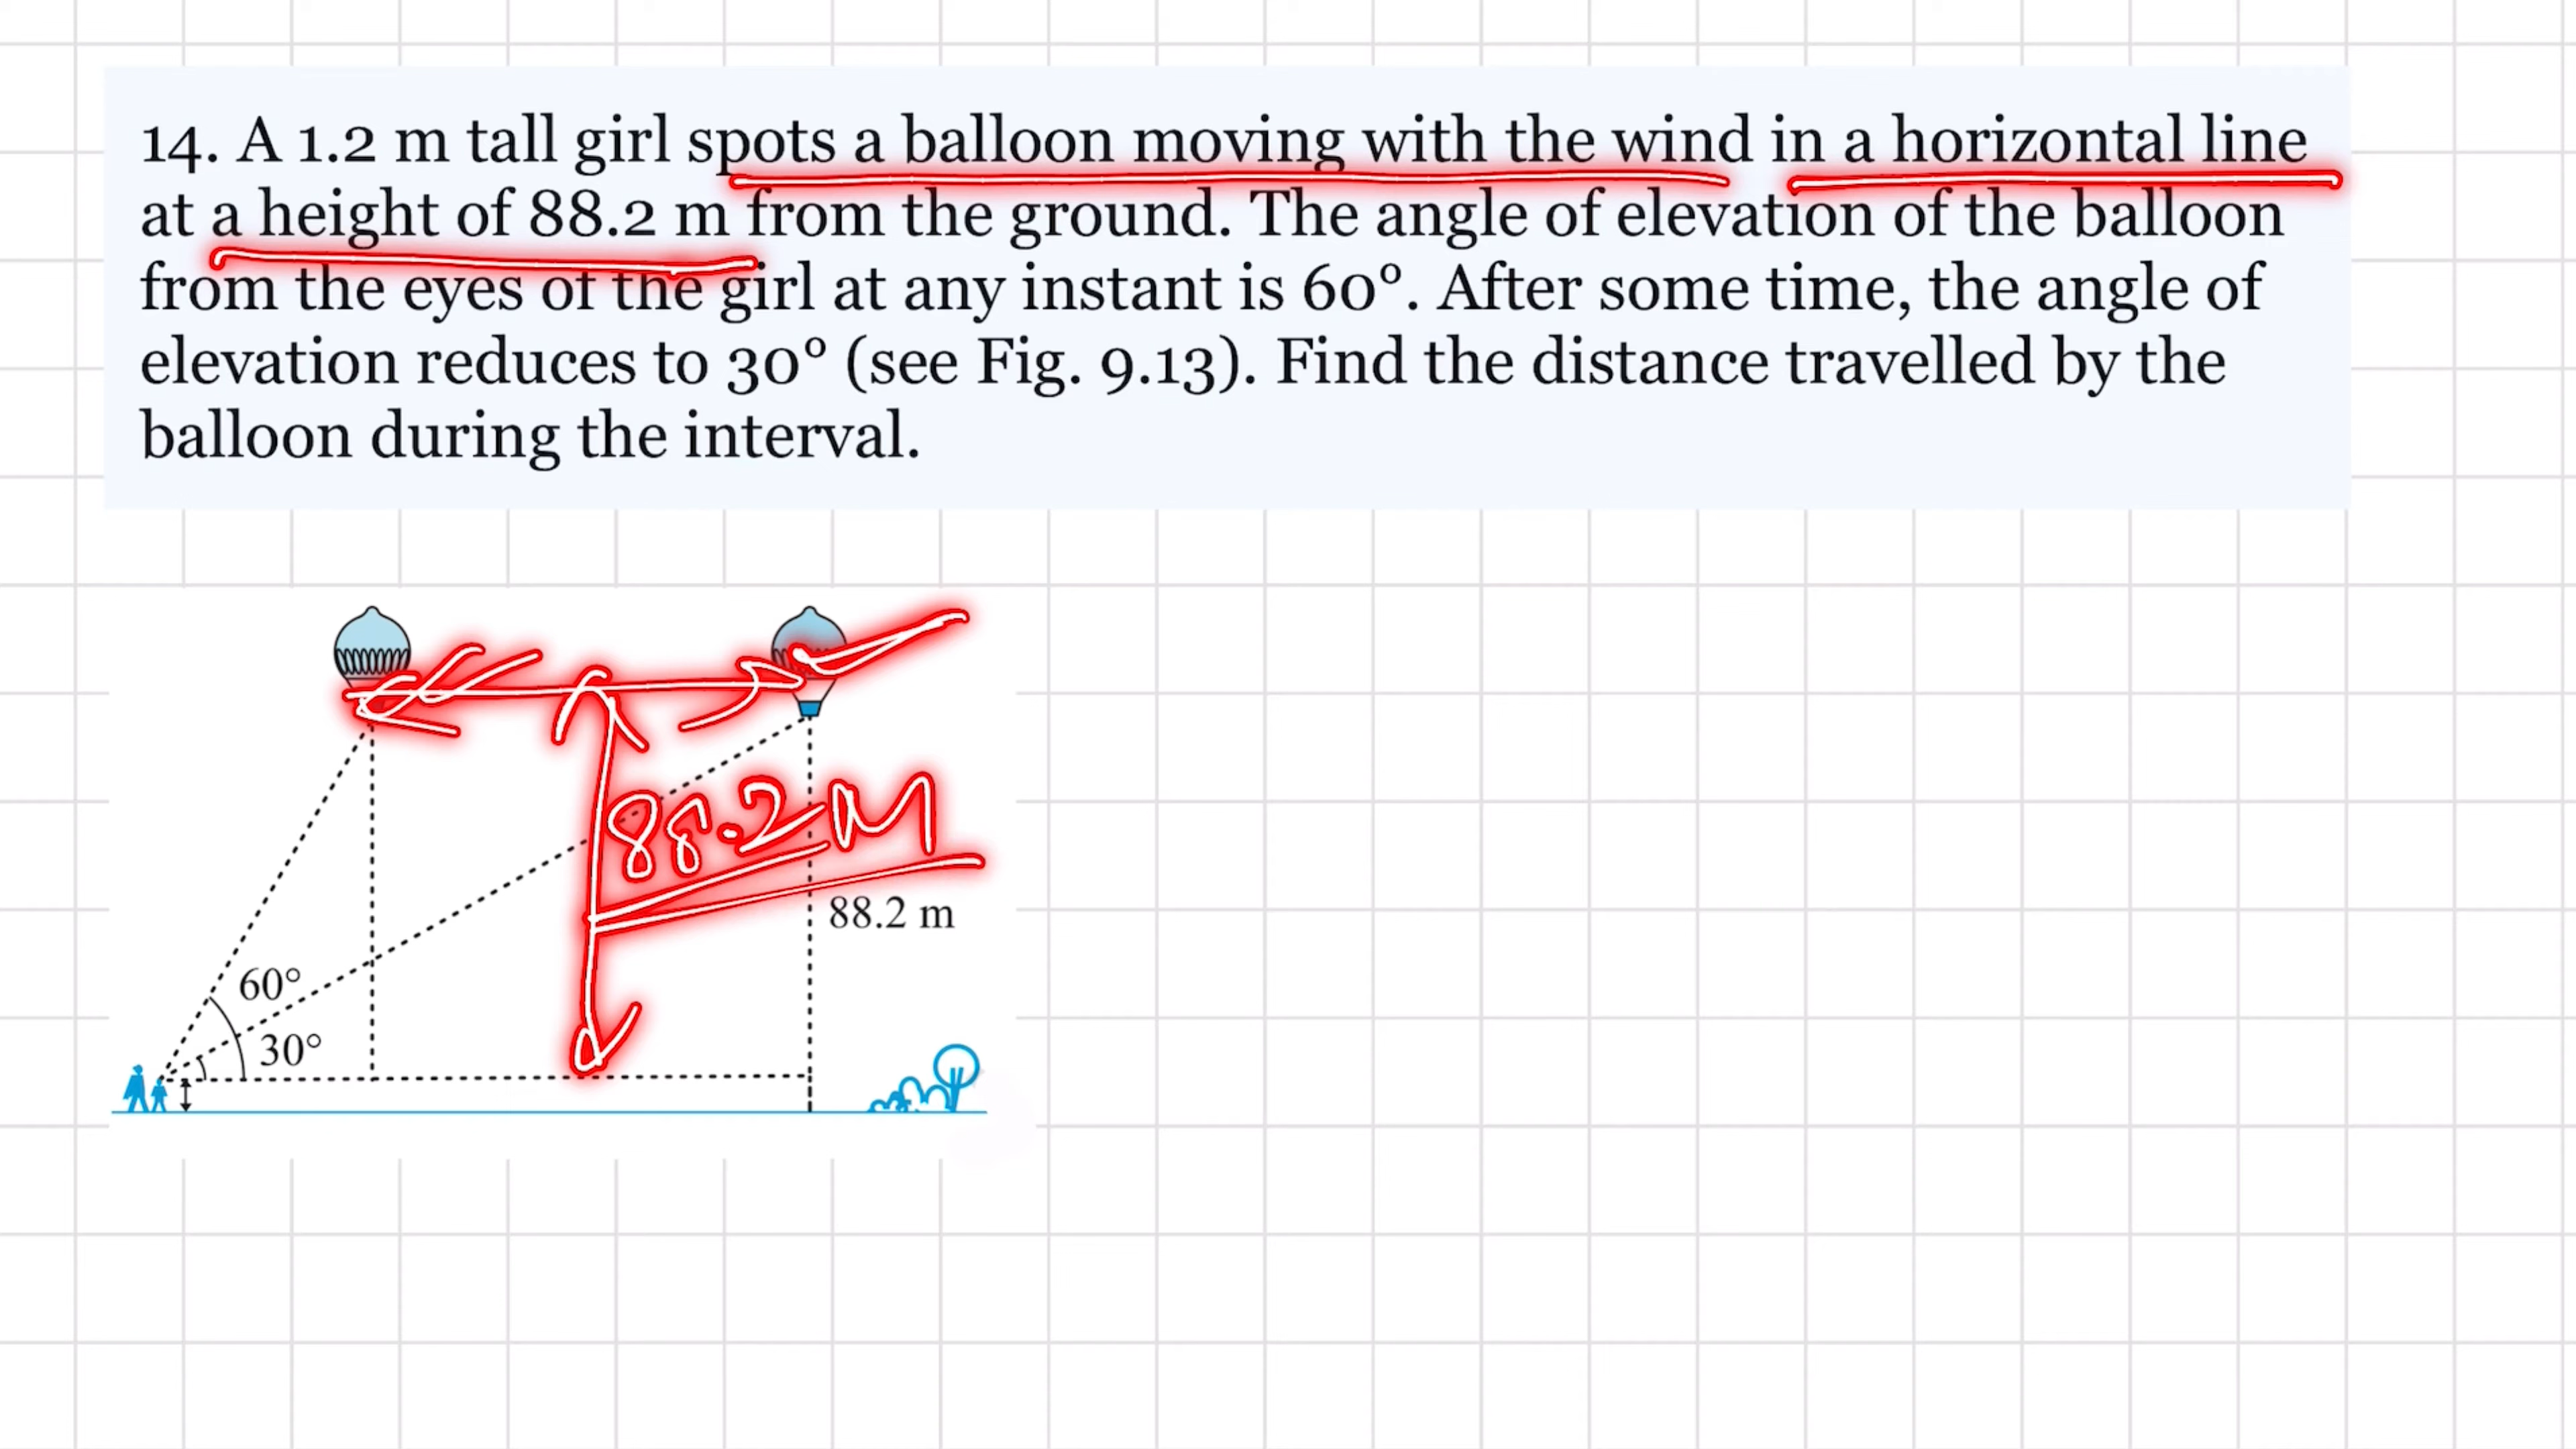 14. A 1.2 m tall girl spots a balloon moving with the wind in a horizontal line
at a height of 88.2 m from the ground. The angle of elevation of the balloon
from the eyes of the girl at any instant is 60°. After some time, the angle of
elevation reduces to 30° (see Fig. 9.13). Find the distance travelled by the
balloon during the interval.
88.2 M
88.2 m
60°
30°